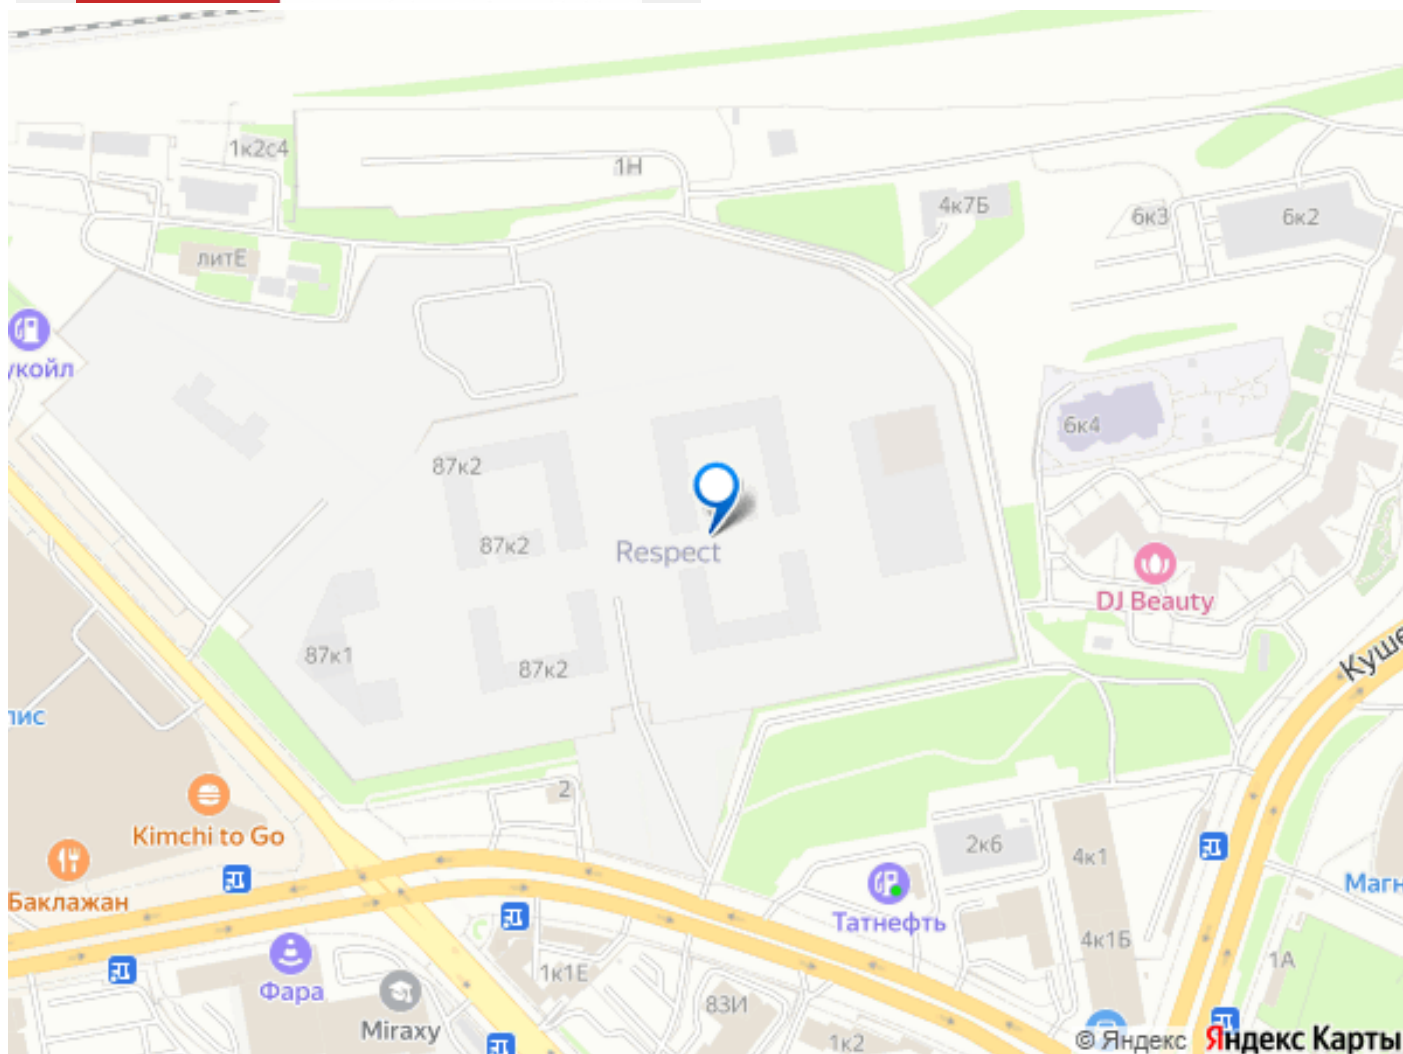 1к2с4
1Н
4к7Б
6к3
6к2
литЕ
укойл
6к4
87к2
87к2
Respect
DJ Beauty
87к1
87к2
Куше
лис
2
Kimchi to Go
2к6
4к1
Магн
Баклажан
Татнефть
4к1Б
1А
Фара
1к1Е
83И
Miraxy
1к2
© Яндекс Яндекс Карты